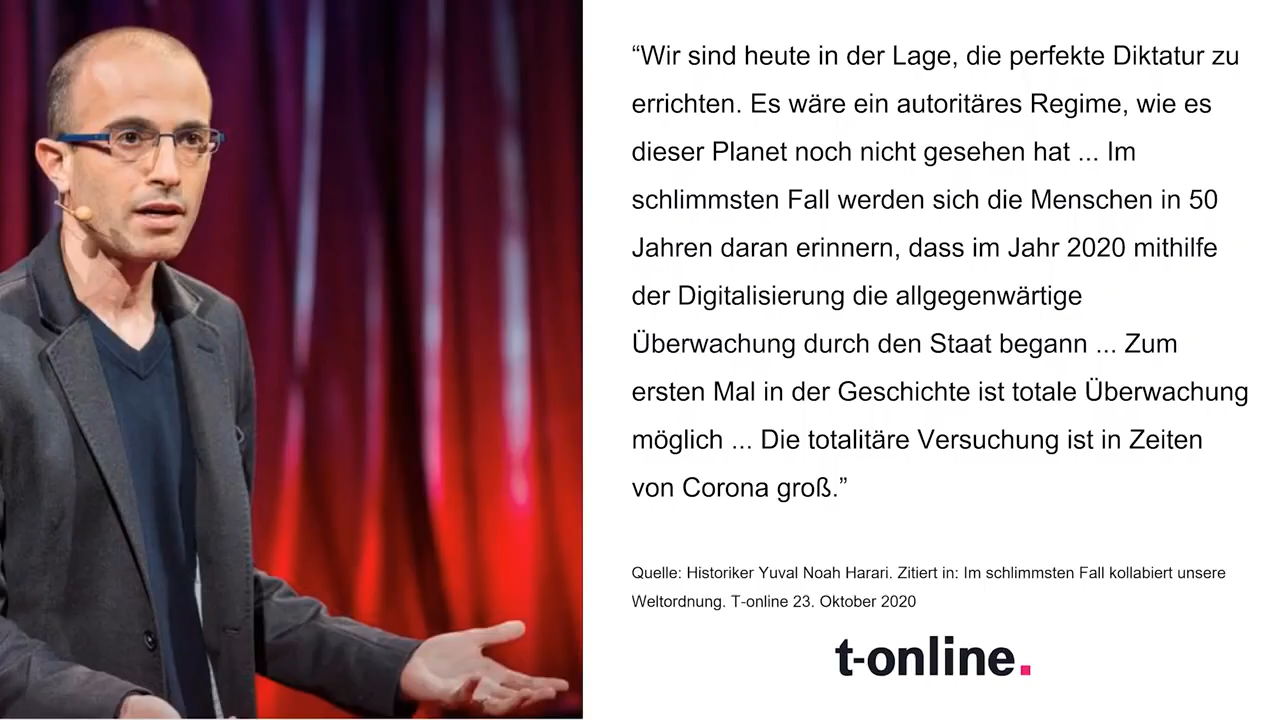 “Wir sind heute in der Lage, die perfekte Diktatur zu
errichten. Es wäre ein autoritäres Regime, wie es
dieser Planet noch nicht gesehen hat ... Im
schlimmsten Fall werden sich die Menschen in 50
Jahren daran erinnern, dass im Jahr 2020 mithilfe
der Digitalisierung die allgegenwärtige
Überwachung durch den Staat begann ... Zum
ersten Mal in der Geschichte ist totale Überwachung
möglich ... Die totalitäre Versuchung ist in Zeiten
von Corona groß.”
Quelle: Historiker Yuval Noah Harari. Zitiert in: Im schlimmsten Fall kollabiert unsere
Weltordnung. T-online 23. Oktober 2020
t-online.